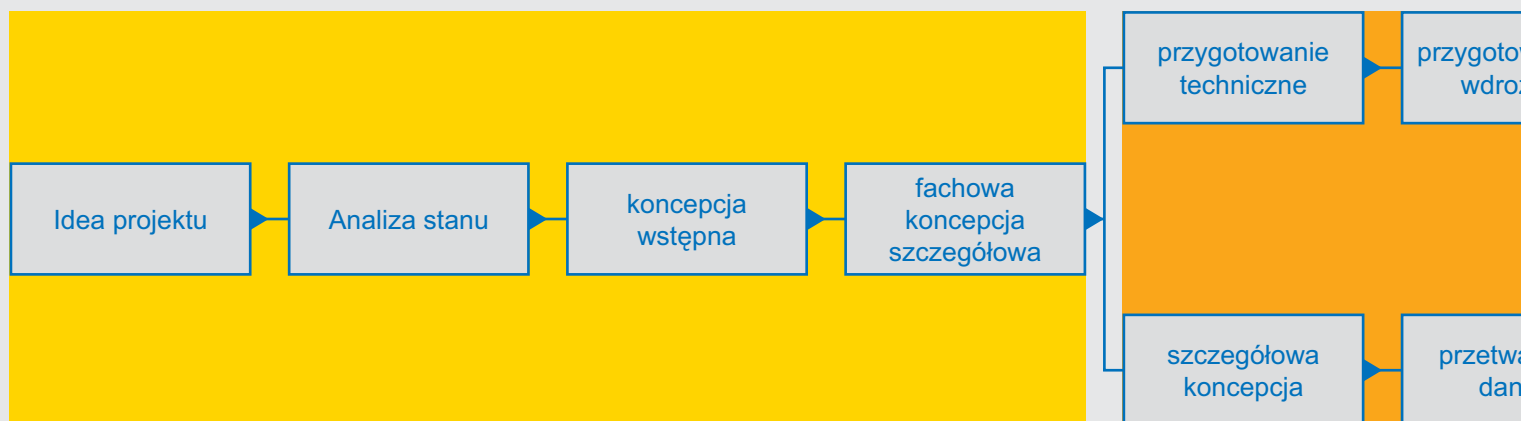 Idea projektu
Analiza stanu
koncepcja
wstępna
fachowa
koncepcja
szczegółowa
przygotowanie
techniczne
szczegółowa
koncepcja